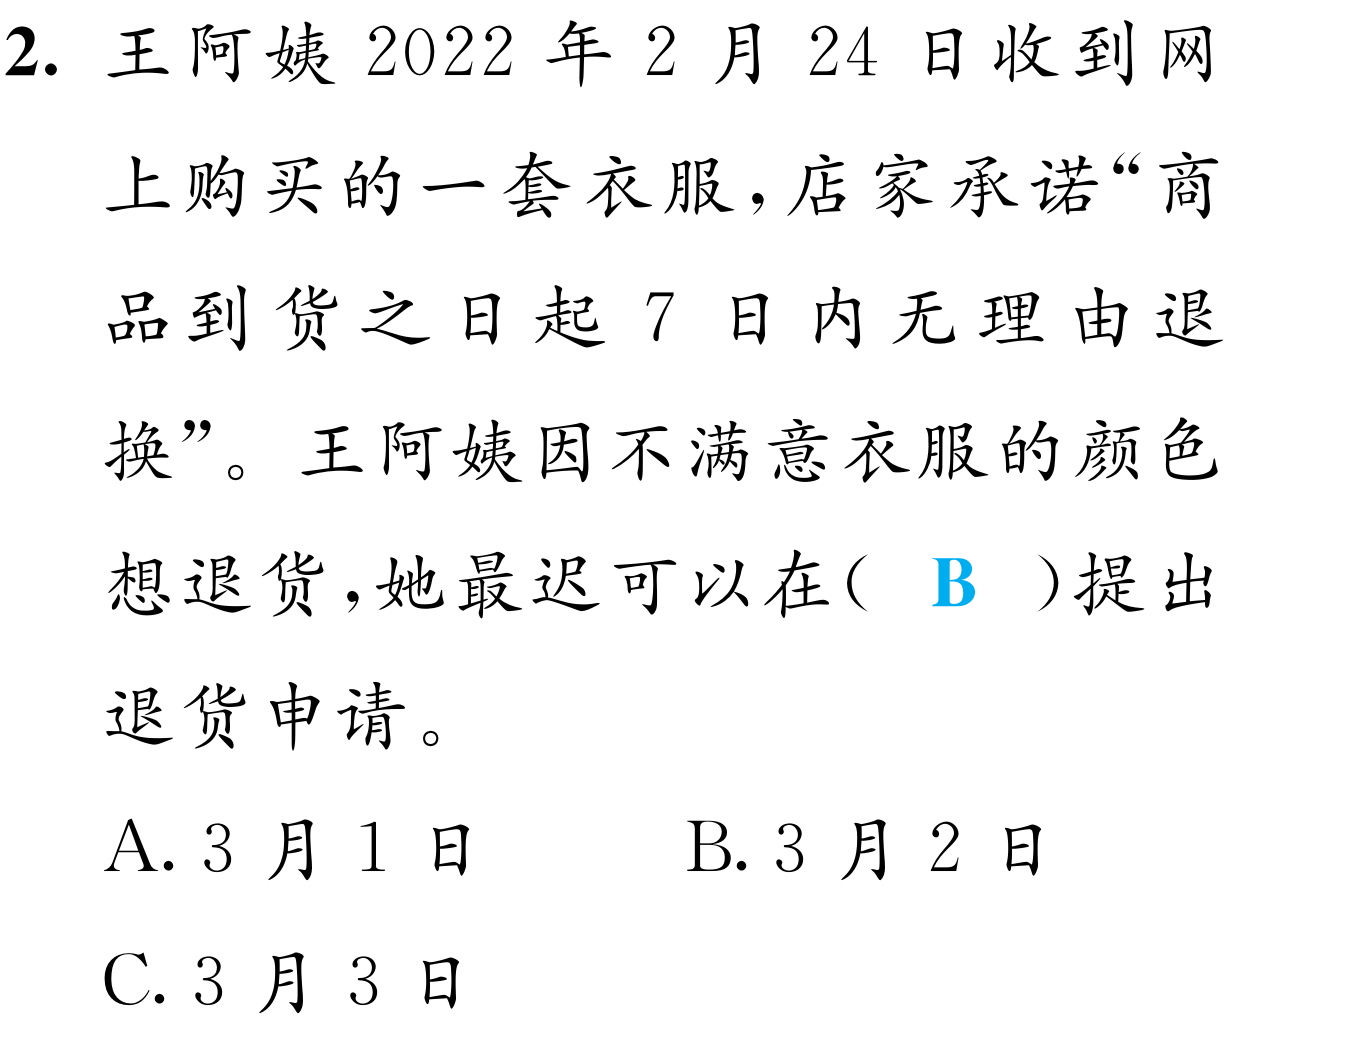 2. 王阿姨 2022 年 2 月 24 日收到网
上购买的一套衣服,店家承诺“商
品到货之日起 7 日内无理由退
换”。王阿姨因不满意衣服的颜色
想退货,她最迟可以在( B )提出
退货申请。
A. 3 月 1 日 B. 3 月 2 日
C. 3 月 3 日